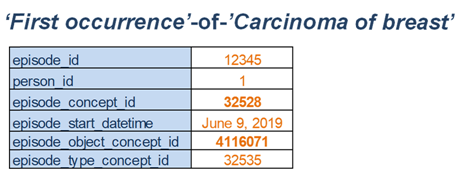 ‘First occurrence’-of-’Carcinoma of breast’
episode_id 12345
person_id 1
episode_concept_id 32528
episode_start_datetime June 9, 2019
episode_object_concept_id 4116071
episode_type_concept_id 32535